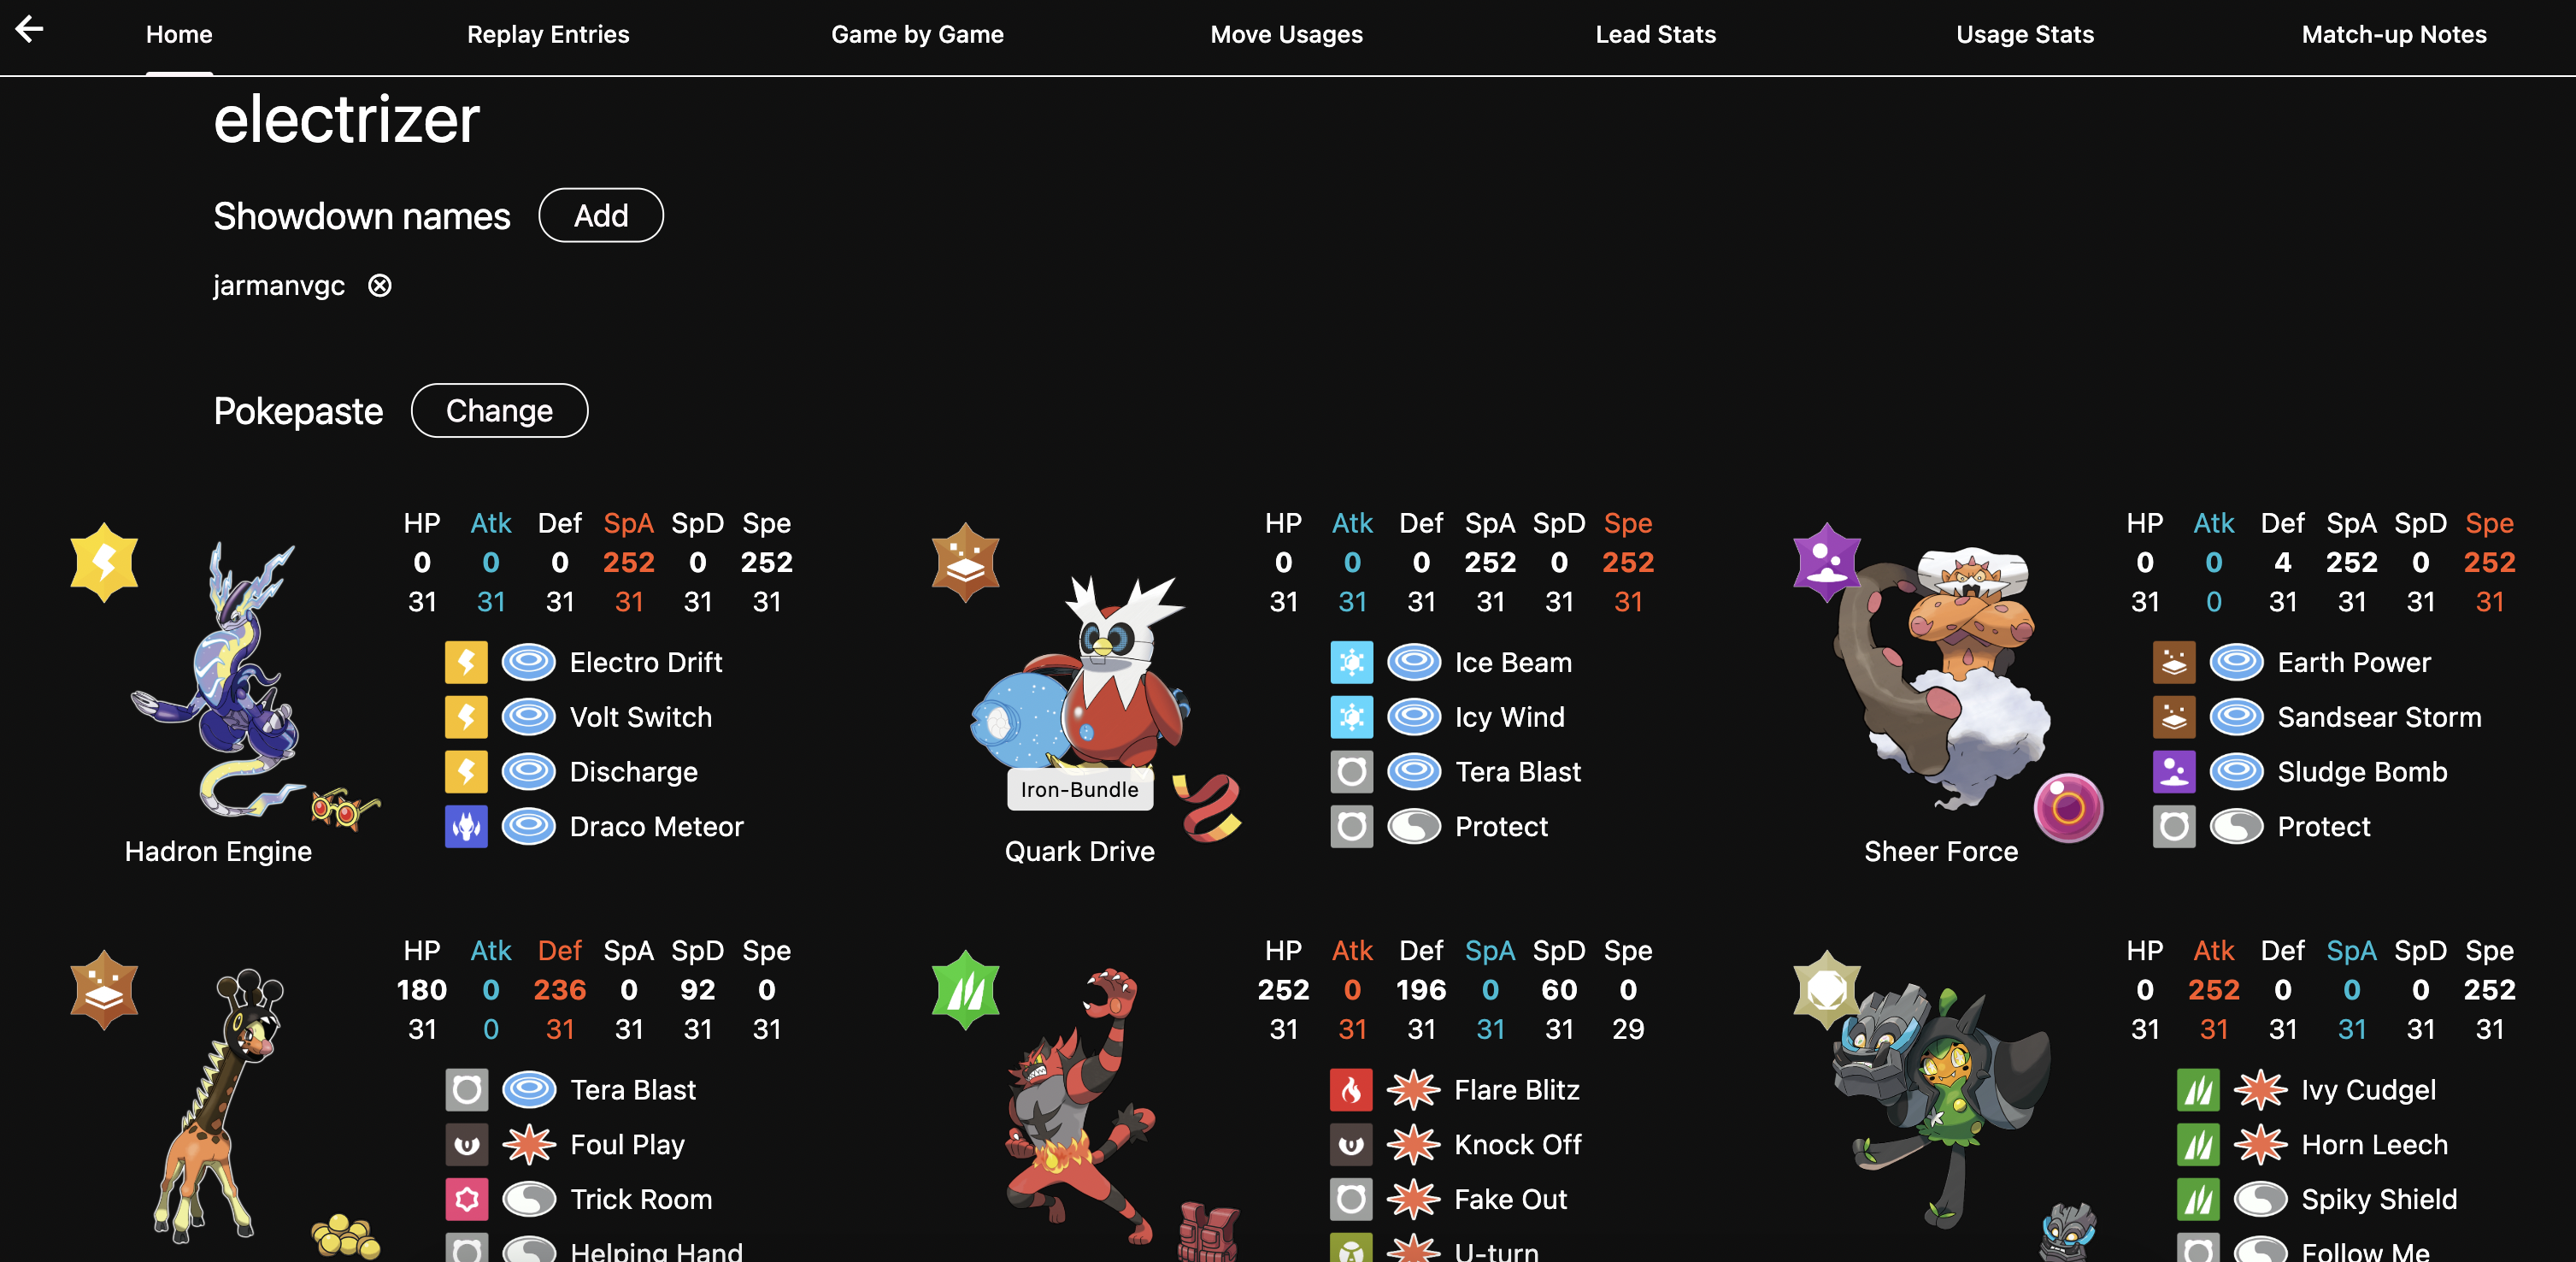 Home Replay Entries Game by Game Move Usages Lead Stats Usage Stats Match-up Notes
electrizer
Showdown names Add
jarmanvgc
Pokepaste Change
HP Atk Def SpA SpD Spe
0 0 0 252 0 252
31 31 31 31 31 31
Electro Drift
Volt Switch
Discharge
Draco Meteor
Hadron Engine
HP Atk Def SpA SpD Spe
0 0 0 252 0 252
31 31 31 31 31 31
Ice Beam
Icy Wind
Tera Blast
Protect
Iron-Bundle
Quark Drive
HP Atk Def SpA SpD Spe
0 0 4 252 0 252
31 0 31 31 31 31
Earth Power
Sandsear Storm
Sludge Bomb
Protect
Sheer Force
HP Atk Def SpA SpD Spe
180 0 236 0 92 0
31 0 31 31 31 31
Tera Blast
Foul Play
Trick Room
Helping Hand
HP Atk Def SpA SpD Spe
252 0 196 0 60 0
31 31 31 31 31 29
Flare Blitz
Knock Off
Fake Out
U-turn
HP Atk Def SpA SpD Spe
0 252 0 0 0 252
31 31 31 31 31 31
Ivy Cudgel
Horn Leech
Spiky Shield
Follow Me